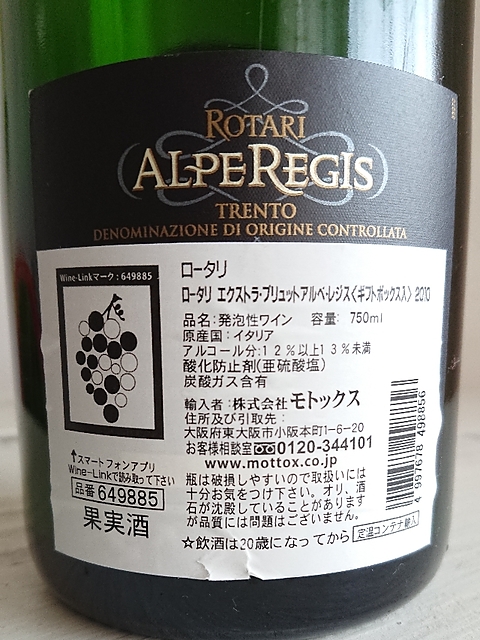 ROTARI
ALPEREGIS
TRENTO
DENOMINAZIONE DI ORIGINE CONTROLLATA
Wine-Linkマーク:649885
ロータリ
ロータリ エクストラ・ブリュットアルペ・レジス<ギフトボックス入> 2010
品名:発泡性ワイン 容量: 750ml
原産国:イタリア
アルコール分:12%以上13%未満
酸化防止剤(亜硫酸塩)
炭酸ガス含有
輸入者:株式会社 モトックス
住所及び引取先:
大阪府東大阪市小阪本町1-6-20
お客様相談室 0120-344101
www.mottox.co.jp
↑スマートフォンアプリ
Wine-Linkで読み取って下さい
品番 649885
果実酒
瓶は破損しやすいので取扱いには
十分お気をつけ下さい。オリ、酒
石が沈殿していることがあります
が品質には問題はございません。
☆飲酒は20歳になってから
定温コンテナ輸入
4 997678 498856